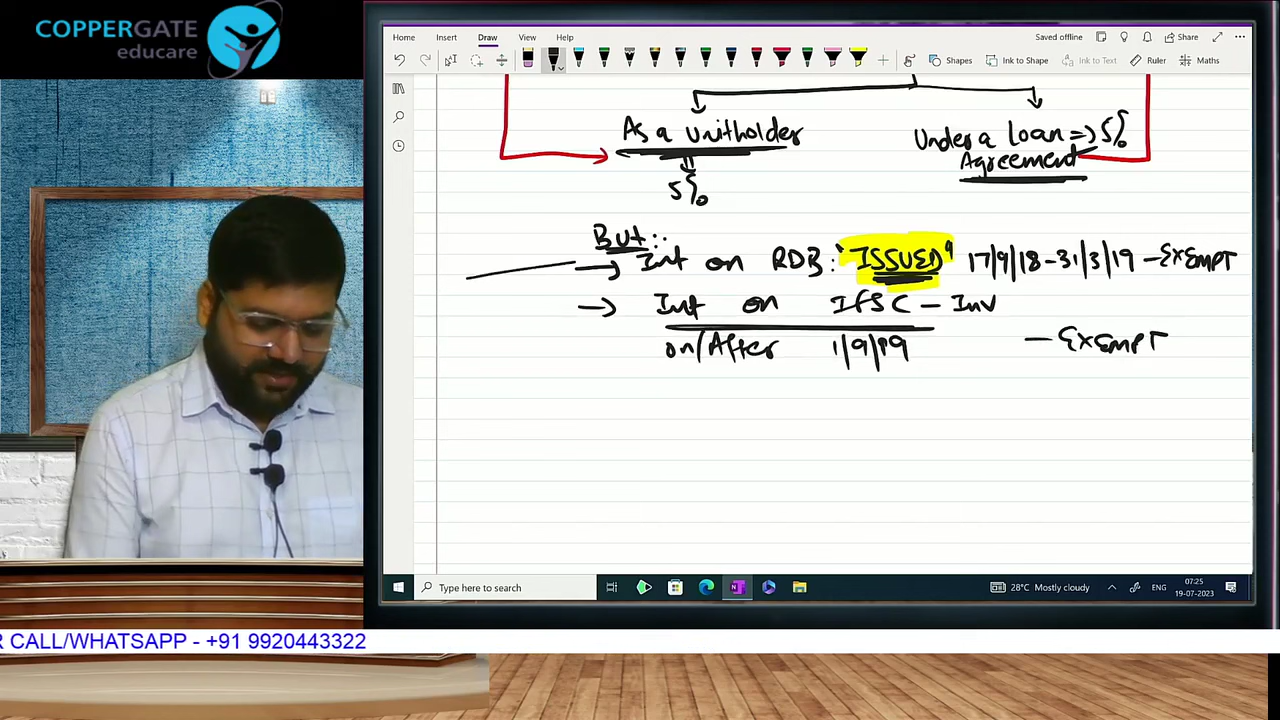 COPPERGATE
educare
Home Insert Draw View Help
Saved offline
Share
Shapes
Ink to Shape
Ink to Text
Ruler
Maths
As a unitholder
5%
Under a loan => 5%
Agreement
But::
→ Int on RDB: "ISSUED" 17/9/18-31/3/19 - Exempt
→ Int on IFSC - Inv
on/After 1/9/19 - Exempt
Type here to search
28°C Mostly cloudy
ENG
07:25
19-07-2023
R CALL/WHATSAPP - +91 9920443322